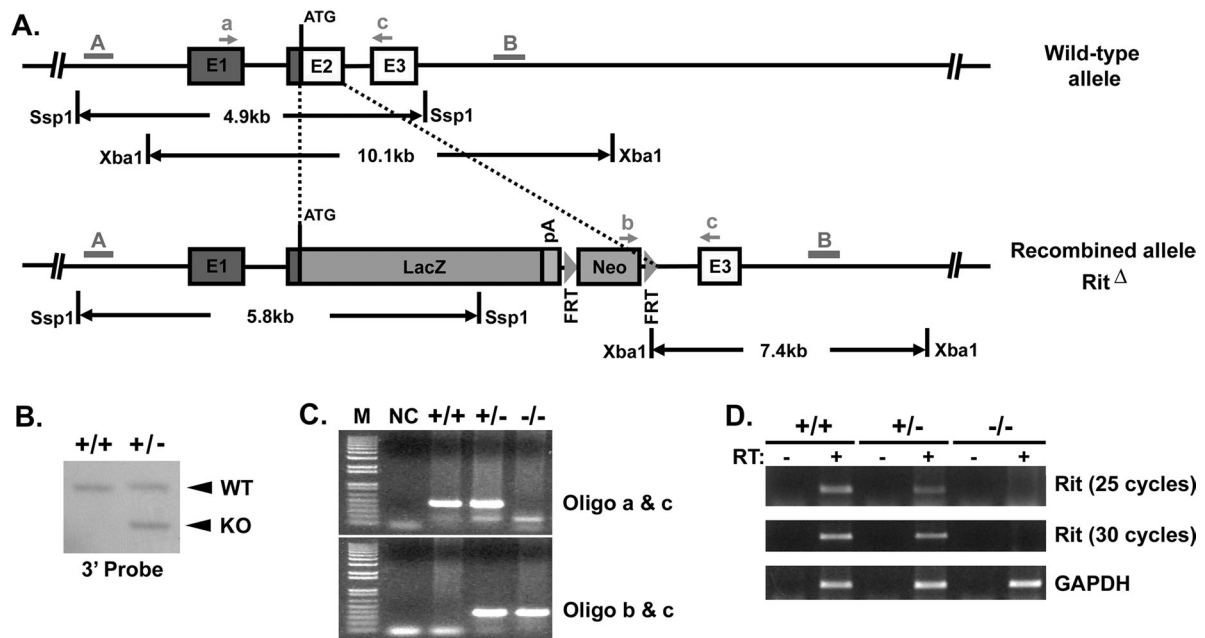 A.
ATG
A
a
c
B
E1
E2
E3
Wild-type
allele
Ssp1
4.9kb
Ssp1
Xba1
10.1kb
Xba1
ATG
A
pA
b
c
B
E1
LacZ
Neo
E3
Recombined allele
Rit Δ
FRT
FRT
Ssp1
5.8kb
Ssp1
Xba1
7.4kb
Xba1
B.
+/+ +/-
WT
KO
3' Probe
C.
M NC +/+ +/- -/-
Oligo a & c
Oligo b & c
D.
+/+ +/- -/-
RT: - + - + - +
Rit (25 cycles)
Rit (30 cycles)
GAPDH